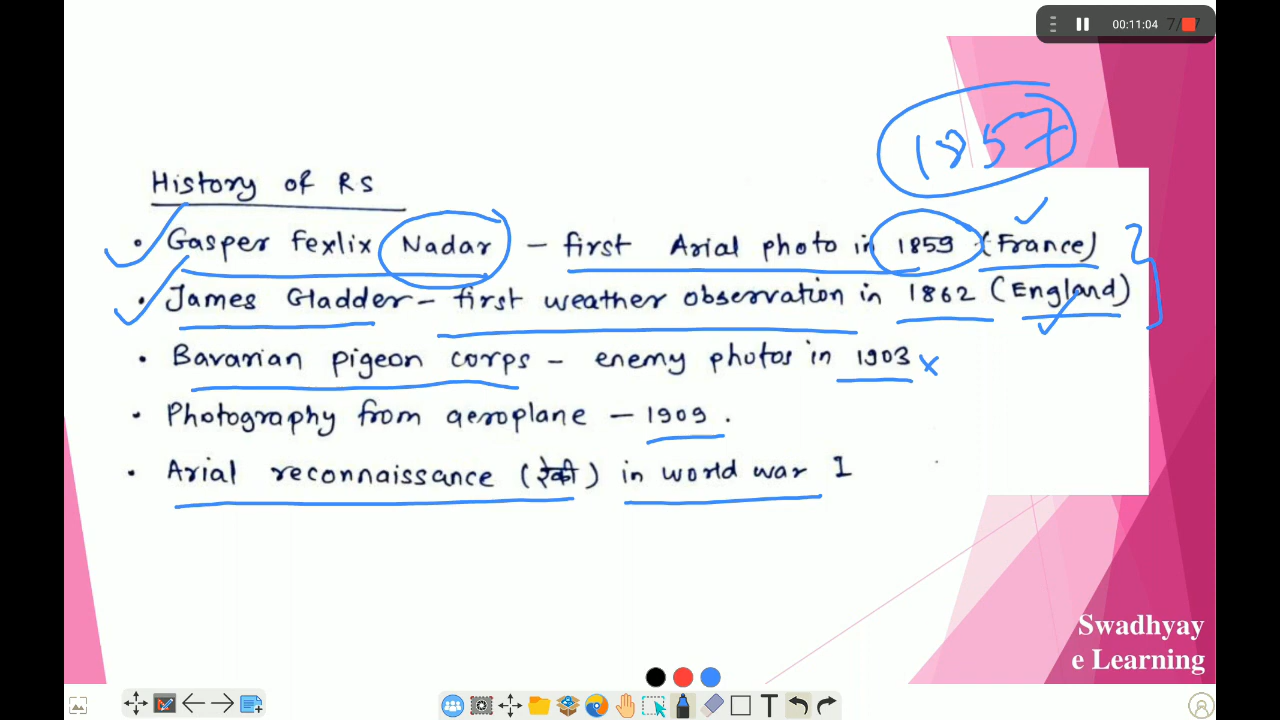 00:11:04 7/
1857
History of RS
• Gasper Fexlix Nadar - first Arial photo in 1859 (France)
• James Gladder - first weather observation in 1862 (England)
• Bavarian pigeon corps - enemy photos in 1903 x
• Photography from aeroplane - 1909.
• Arial reconnaissance (रेकी) in world war I
Swadhyay
e Learning
T